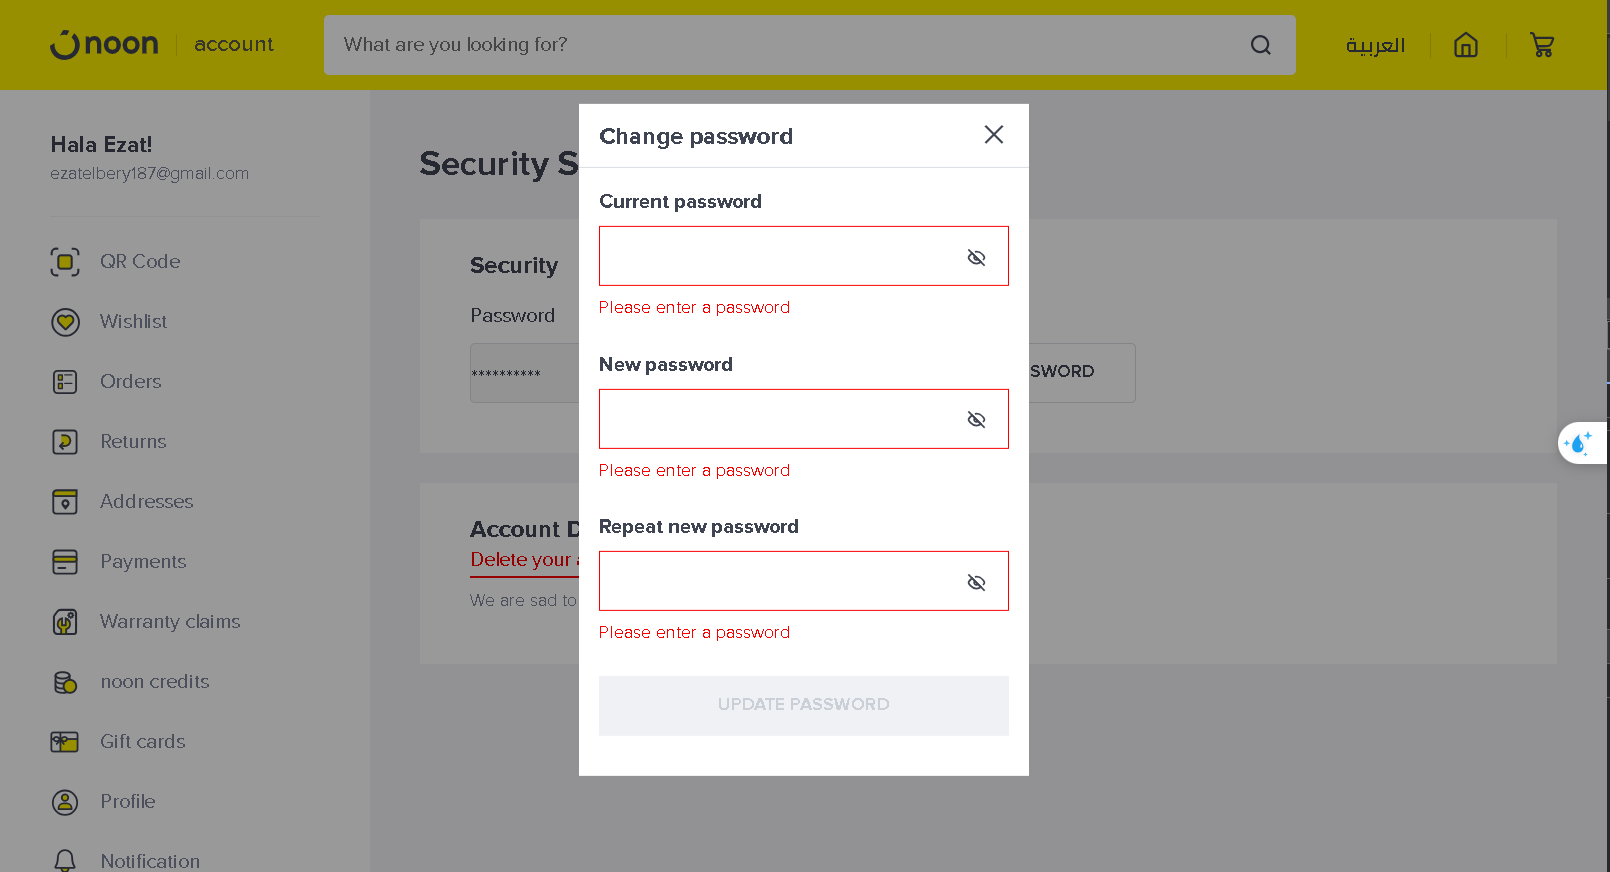 noon
account
What are you looking for?
العربية
Hala Ezat!
ezatelbery187@gmail.com
QR Code
Wishlist
Orders
Returns
Addresses
Payments
Warranty claims
noon credits
Gift cards
Profile
Notification
Security S
Security
Password
**********
SWORD
Account D
Delete your a
We are sad to
Change password
Current password
Please enter a password
New password
Please enter a password
Repeat new password
Please enter a password
UPDATE PASSWORD